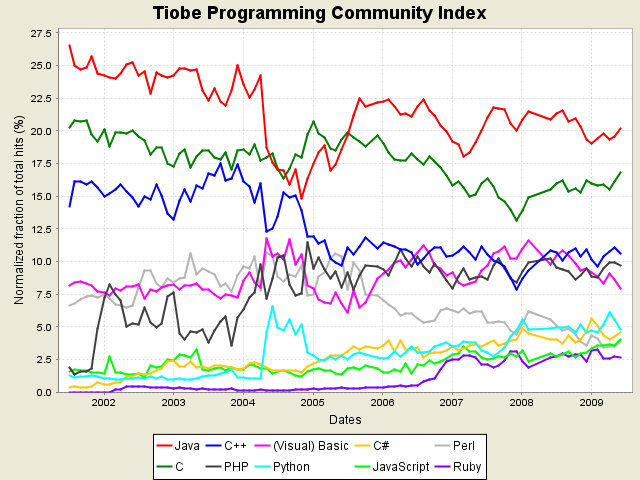 Tiobe Programming Community Index
Normalized fraction of total hits (%)
27.5
25.0
22.5
20.0
17.5
15.0
12.5
10.0
7.5
5.0
2.5
0.0
2002 2003 2004 2005 2006 2007 2008 2009
Dates
Java C++ (Visual) Basic C# Perl
C PHP Python JavaScript Ruby